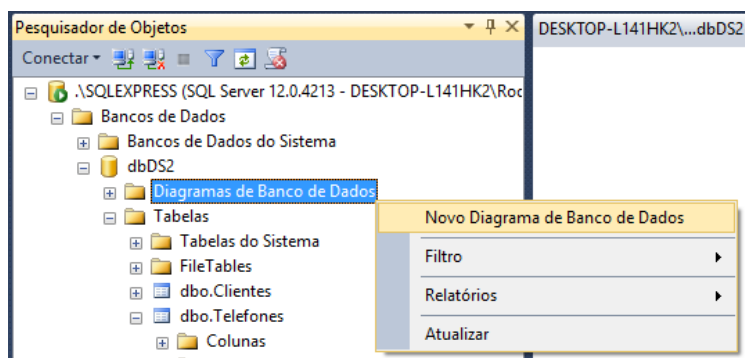 Pesquisador de Objetos
DESKTOP-L141HK2\...dbDS2
Conectar
.\SQLEXPRESS (SQL Server 12.0.4213 - DESKTOP-L141HK2\Roc
Bancos de Dados
Bancos de Dados do Sistema
dbDS2
Diagramas de Banco de Dados
Tabelas
Tabelas do Sistema
FileTables
dbo.Clientes
dbo.Telefones
Colunas
Novo Diagrama de Banco de Dados
Filtro
Relatórios
Atualizar